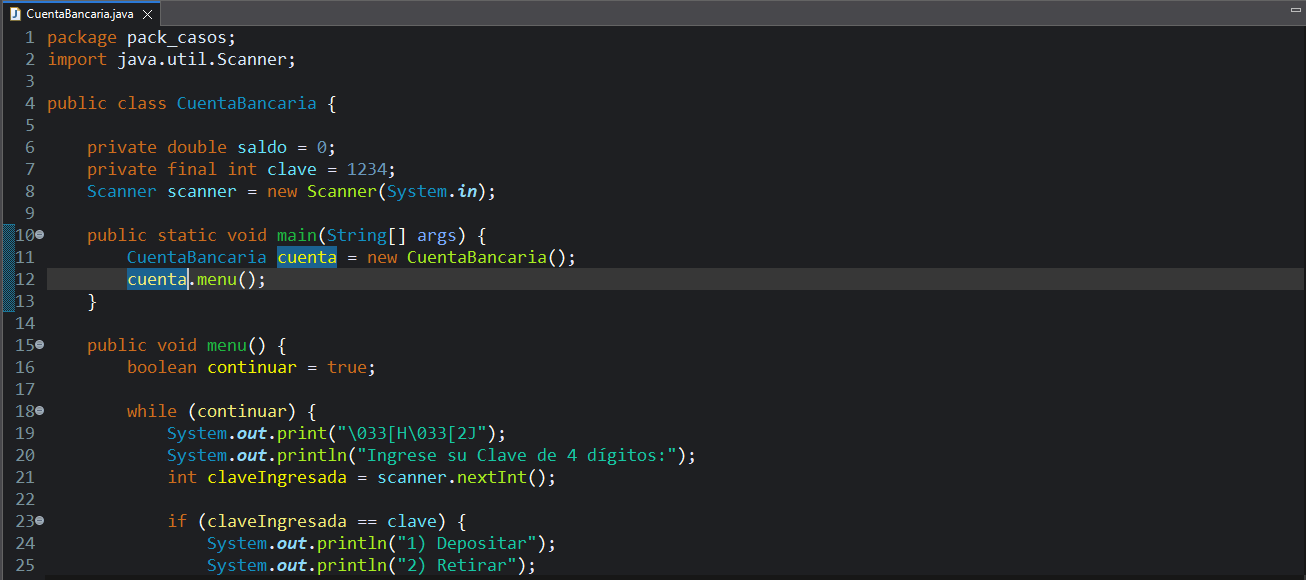 CuentaBancaria.java
1 package pack_casos;
2 import java.util.Scanner;
3
4 public class CuentaBancaria {
5
6     private double saldo = 0;
7     private final int clave = 1234;
8     Scanner scanner = new Scanner(System.in);
9
10     public static void main(String[] args) {
11         CuentaBancaria cuenta = new CuentaBancaria();
12         cuenta.menu();
13     }
14
15     public void menu() {
16         boolean continuar = true;
17
18         while (continuar) {
19             System.out.print("\033[H\033[2J");
20             System.out.println("Ingrese su Clave de 4 dígitos:");
21             int claveIngresada = scanner.nextInt();
22
23             if (claveIngresada == clave) {
24                 System.out.println("1) Depositar");
25                 System.out.println("2) Retirar");